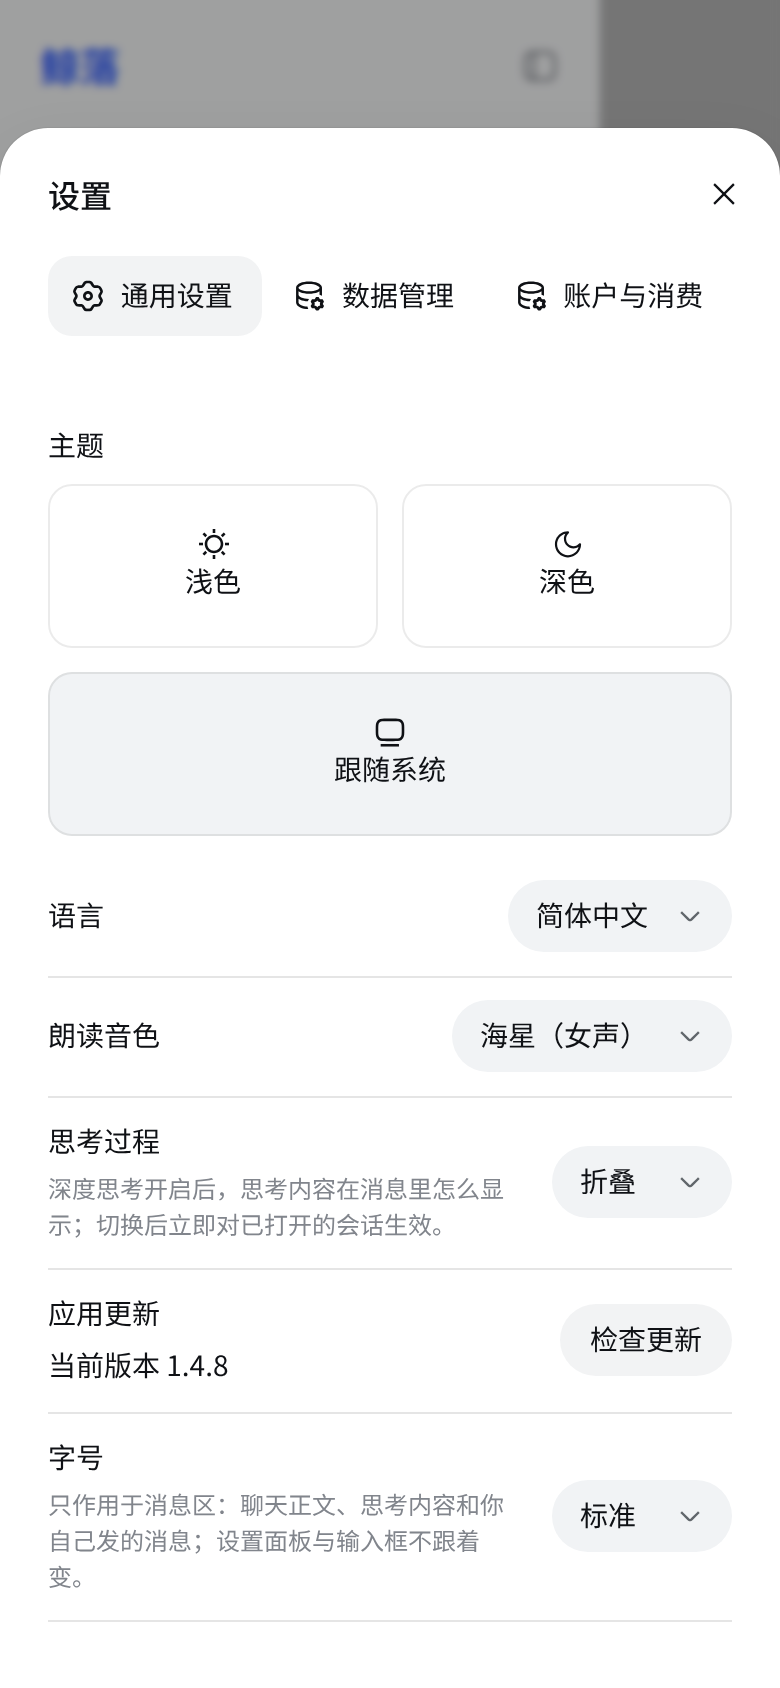 鲸落
设置
通用设置
数据管理
账户与消费
主题
浅色
深色
跟随系统
语言
简体中文
朗读音色
海星（女声）
思考过程
深度思考开启后，思考内容在消息里怎么显
示；切换后立即对已打开的会话生效。
折叠
应用更新
当前版本 1.4.8
检查更新
字号
只作用于消息区：聊天正文、思考内容和你
自己发的消息；设置面板与输入框不跟着
变。
标准